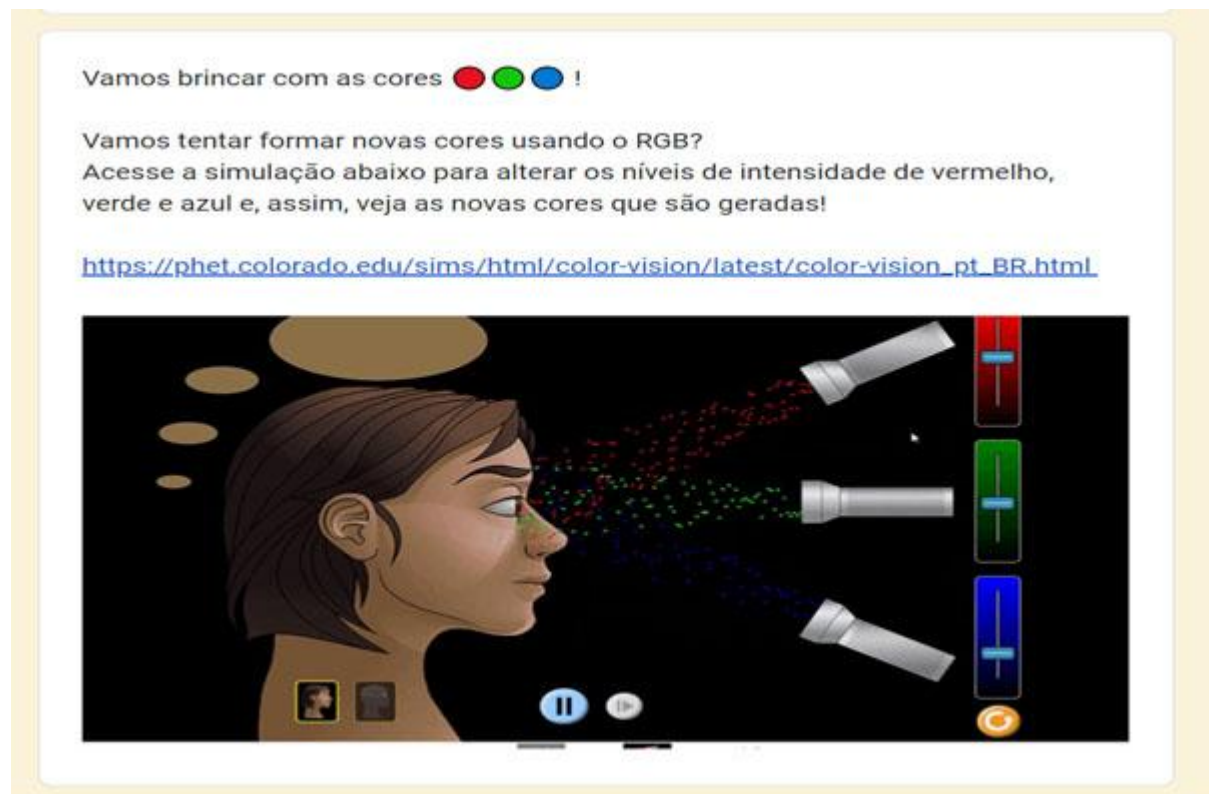 Vamos brincar com as cores 🔴🟢🔵 !
Vamos tentar formar novas cores usando o RGB?
Acesse a simulação abaixo para alterar os níveis de intensidade de vermelho,
verde e azul e, assim, veja as novas cores que são geradas!
https://phet.colorado.edu/sims/html/color-vision/latest/color-vision_pt_BR.html